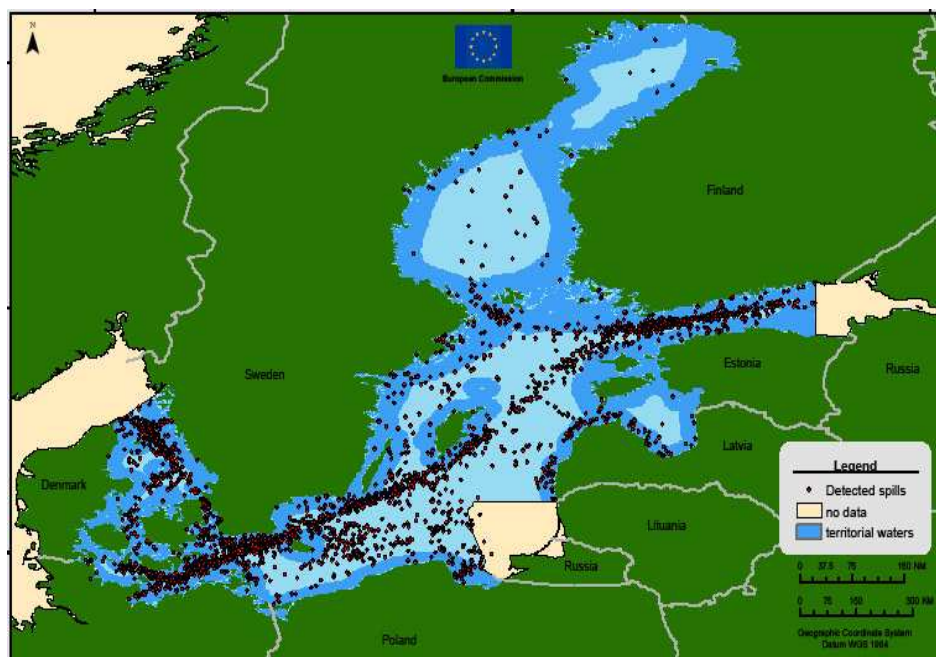 N
European Commission
Finland
Sweden
Estonia
Russia
Latvia
Denmark
Lituania
Russia
Poland
Legend
Detected spills
no data
territorial waters
0 37.5 75 150 NM
0 75 150 300 KM
Geographic Coordinate System
Datum WGS 1984